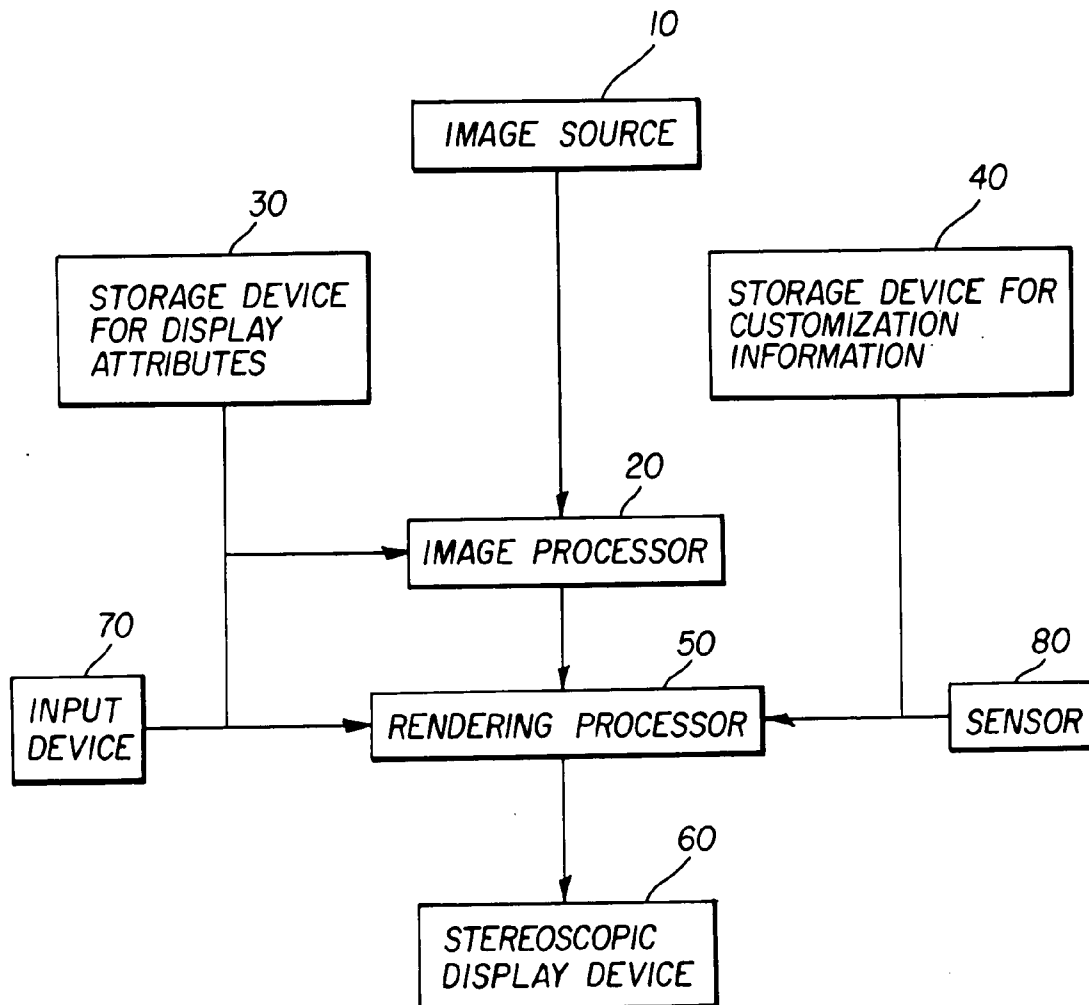 10
IMAGE SOURCE
30
STORAGE DEVICE
FOR DISPLAY
ATTRIBUTES
40
STORAGE DEVICE FOR
CUSTOMIZATION
INFORMATION
20
IMAGE PROCESSOR
70
INPUT
DEVICE
50
RENDERING PROCESSOR
80
SENSOR
60
STEREOSCOPIC
DISPLAY DEVICE